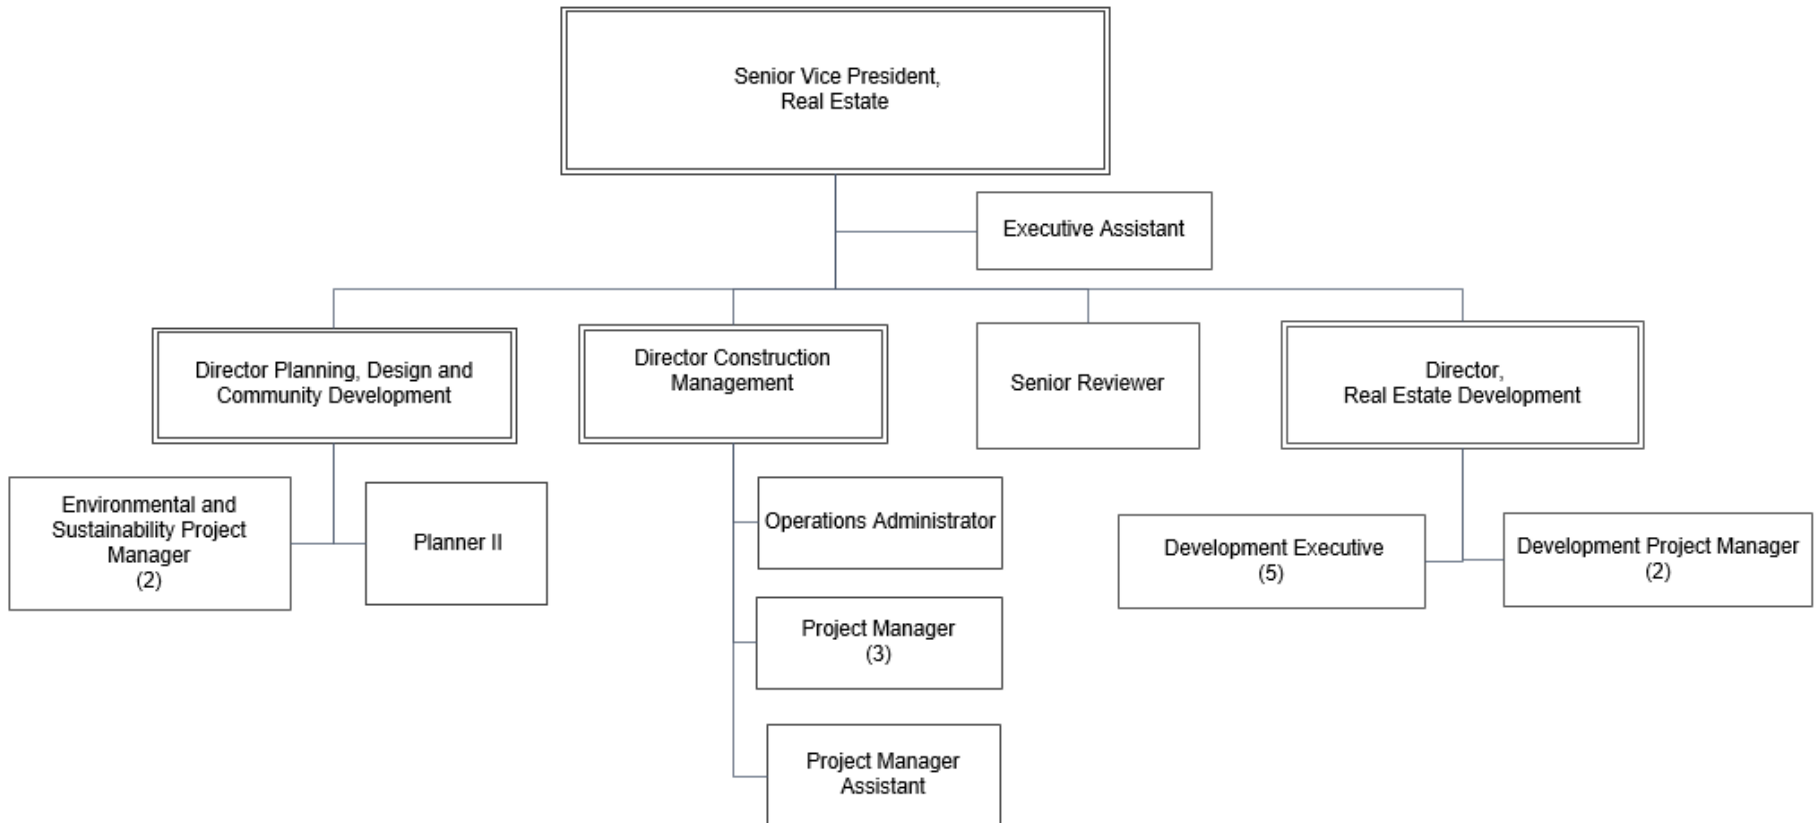 Senior Vice President,
Real Estate
Executive Assistant
Director Planning, Design and
Community Development
Director Construction
Management
Senior Reviewer
Director,
Real Estate Development
Environmental and
Sustainability Project
Manager
(2)
Planner II
Operations Administrator
Project Manager
(3)
Project Manager
Assistant
Development Executive
(5)
Development Project Manager
(2)